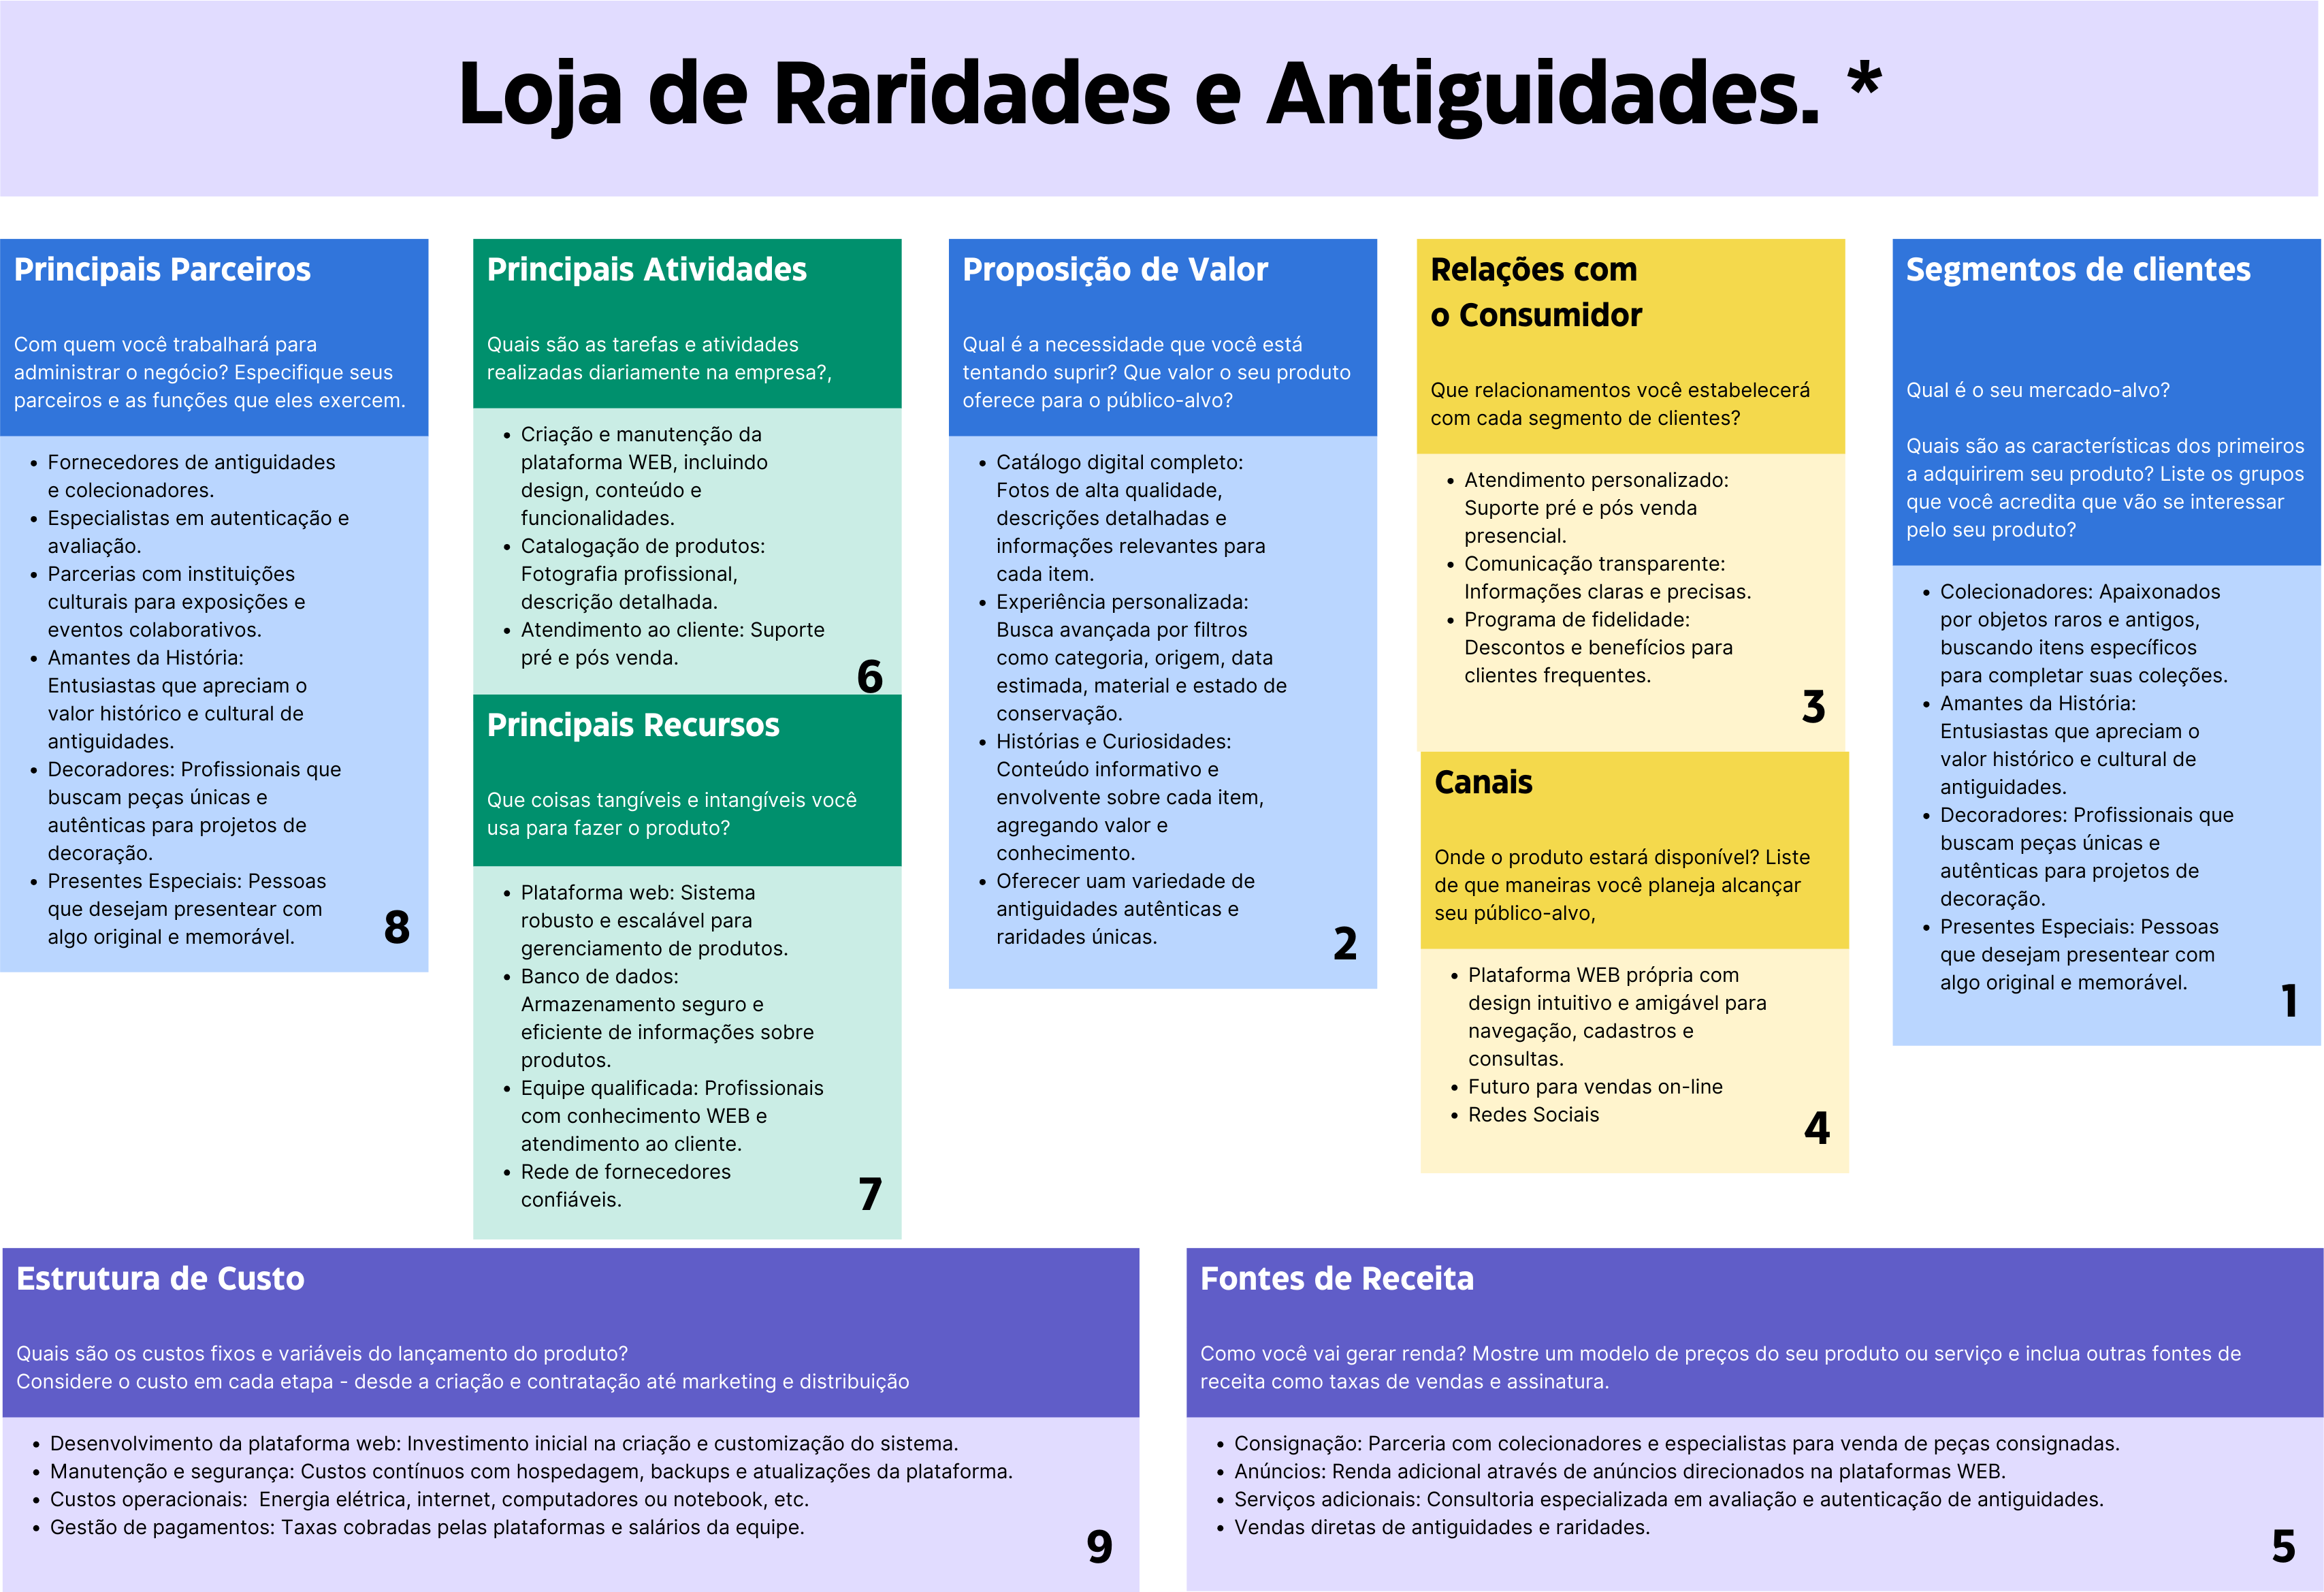 Loja de Raridades e Antiguidades. *
Principais Parceiros
Com quem você trabalhará para
administrar o negócio? Especifique seus
parceiros e as funções que eles exercem.
• Fornecedores de antiguidades
e colecionadores.
• Especialistas em autenticação e
avaliação.
• Parcerias com instituições
culturais para exposições e
eventos colaborativos.
• Amantes da História:
Entusiastas que apreciam o
valor histórico e cultural de
antiguidades.
• Decoradores: Profissionais que
buscam peças únicas e
autênticas para projetos de
decoração.
• Presentes Especiais: Pessoas
que desejam presentear com
algo original e memorável.
8
Principais Atividades
Quais são as tarefas e atividades
realizadas diariamente na empresa?,
• Criação e manutenção da
plataforma WEB, incluindo
design, conteúdo e
funcionalidades.
• Catalogação de produtos:
Fotografia profissional,
descrição detalhada.
• Atendimento ao cliente: Suporte
pré e pós venda.
6
Principais Recursos
Que coisas tangíveis e intangíveis você
usa para fazer o produto?
• Plataforma web: Sistema
robusto e escalável para
gerenciamento de produtos.
• Banco de dados:
Armazenamento seguro e
eficiente de informações sobre
produtos.
• Equipe qualificada: Profissionais
com conhecimento WEB e
atendimento ao cliente.
• Rede de fornecedores
confiáveis.
7
Proposição de Valor
Qual é a necessidade que você está
tentando suprir? Que valor o seu produto
oferece para o público-alvo?
• Catálogo digital completo:
Fotos de alta qualidade,
descrições detalhadas e
informações relevantes para
cada item.
• Experiência personalizada:
Busca avançada por filtros
como categoria, origem, data
estimada, material e estado de
conservação.
• Histórias e Curiosidades:
Conteúdo informativo e
envolvente sobre cada item,
agregando valor e
conhecimento.
• Oferecer uam variedade de
antiguidades autênticas e
raridades únicas.
2
Relações com
o Consumidor
Que relacionamentos você estabelecerá
com cada segmento de clientes?
• Atendimento personalizado:
Suporte pré e pós venda
presencial.
• Comunicação transparente:
Informações claras e precisas.
• Programa de fidelidade:
Descontos e benefícios para
clientes frequentes.
3
Canais
Onde o produto estará disponível? Liste
de que maneiras você planeja alcançar
seu público-alvo,
• Plataforma WEB própria com
design intuitivo e amigável para
navegação, cadastros e
consultas.
• Futuro para vendas on-line
• Redes Sociais
4
Segmentos de clientes
Qual é o seu mercado-alvo?
Quais são as características dos primeiros
a adquirirem seu produto? Liste os grupos
que você acredita que vão se interessar
pelo seu produto?
• Colecionadores: Apaixonados
por objetos raros e antigos,
buscando itens específicos
para completar suas coleções.
• Amantes da História:
Entusiastas que apreciam o
valor histórico e cultural de
antiguidades.
• Decoradores: Profissionais que
buscam peças únicas e
autênticas para projetos de
decoração.
• Presentes Especiais: Pessoas
que desejam presentear com
algo original e memorável.
1
Estrutura de Custo
Quais são os custos fixos e variáveis do lançamento do produto?
Considere o custo em cada etapa - desde a criação e contratação até marketing e distribuição
• Desenvolvimento da plataforma web: Investimento inicial na criação e customização do sistema.
• Manutenção e segurança: Custos contínuos com hospedagem, backups e atualizações da plataforma.
• Custos operacionais:  Energia elétrica, internet, computadores ou notebook, etc.
• Gestão de pagamentos: Taxas cobradas pelas plataformas e salários da equipe.
9
Fontes de Receita
Como você vai gerar renda? Mostre um modelo de preços do seu produto ou serviço e inclua outras fontes de
receita como taxas de vendas e assinatura.
• Consignação: Parceria com colecionadores e especialistas para venda de peças consignadas.
• Anúncios: Renda adicional através de anúncios direcionados na plataformas WEB.
• Serviços adicionais: Consultoria especializada em avaliação e autenticação de antiguidades.
• Vendas diretas de antiguidades e raridades.
5